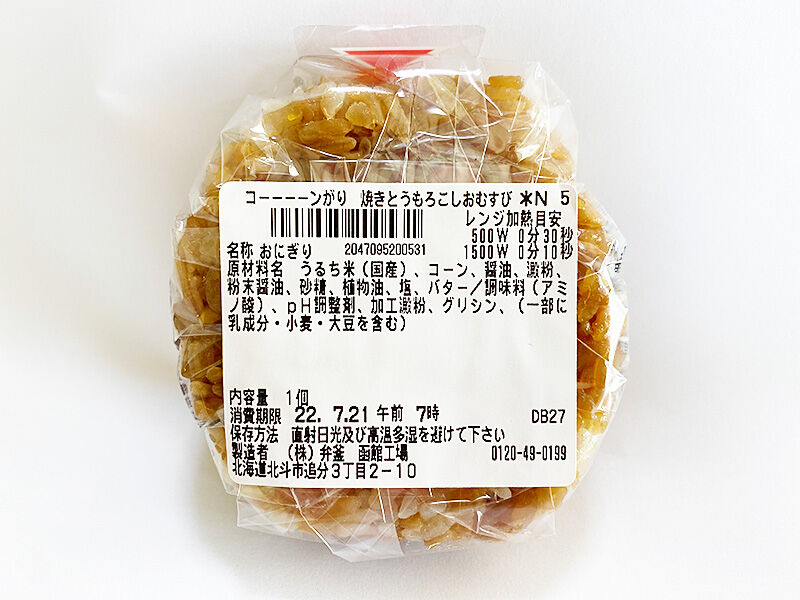 コーーーーンがり 焼きとうもろこしおむすび ＊N 5
レンジ加熱目安
500W 0分30秒
名称 おにぎり 2047095200531 1500W 0分10秒
原材料名 うるち米(国産)、コーン、醤油、澱粉、
粉末醤油、砂糖、植物油、塩、バター／調味料(アミ
ノ酸)、pH調整剤、加工澱粉、グリシン、(一部に
乳成分・小麦・大豆を含む)
内容量 1個
消費期限 22. 7.21 午前 7時 DB27
保存方法 直射日光及び高温多湿を避けて下さい
製造者 (株)弁釜 函館工場 0120-49-0199
北海道北斗市追分3丁目2-10